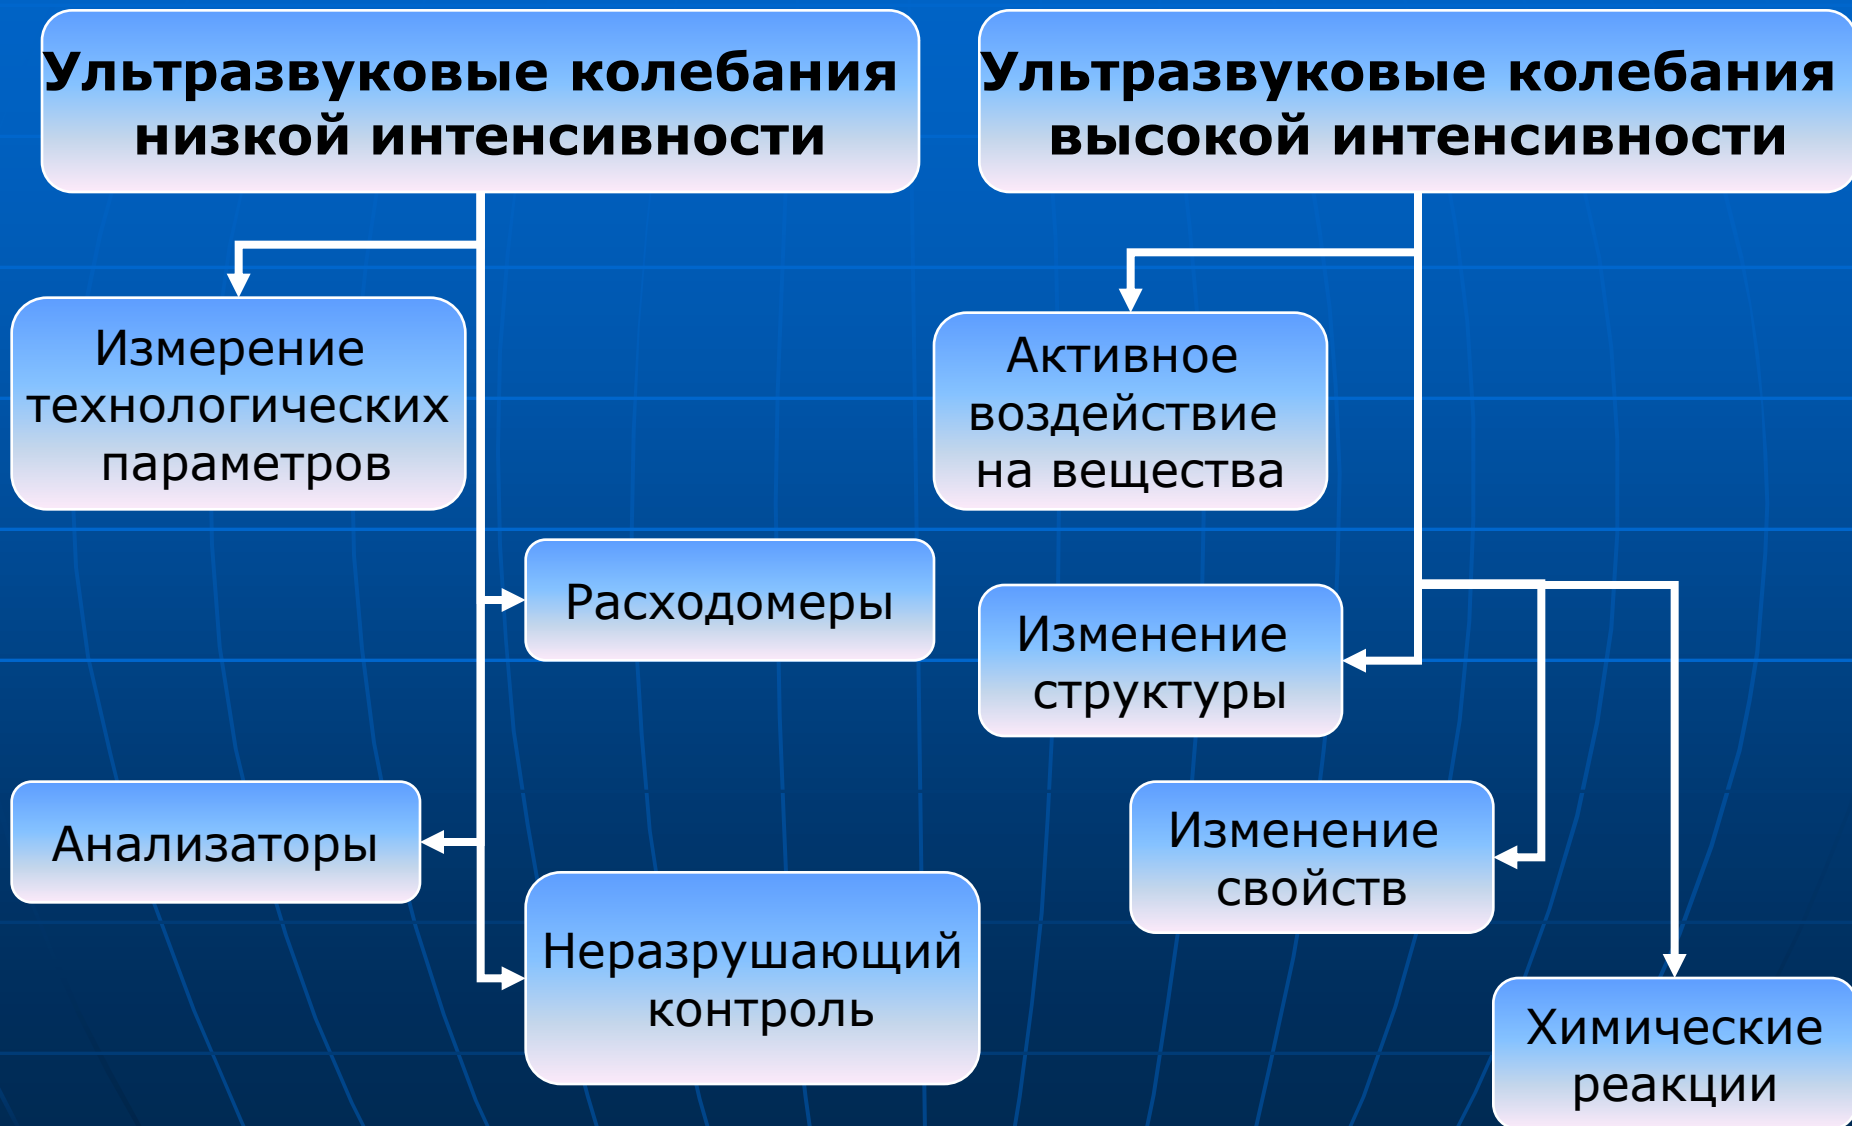 Ультразвуковые колебания
низкой интенсивности
Ультразвуковые колебания
высокой интенсивности
Измерение
технологических
параметров
Активное
воздействие
на вещества
Расходомеры
Изменение
структуры
Анализаторы
Изменение
свойств
Неразрушающий
контроль
Химические
реакции